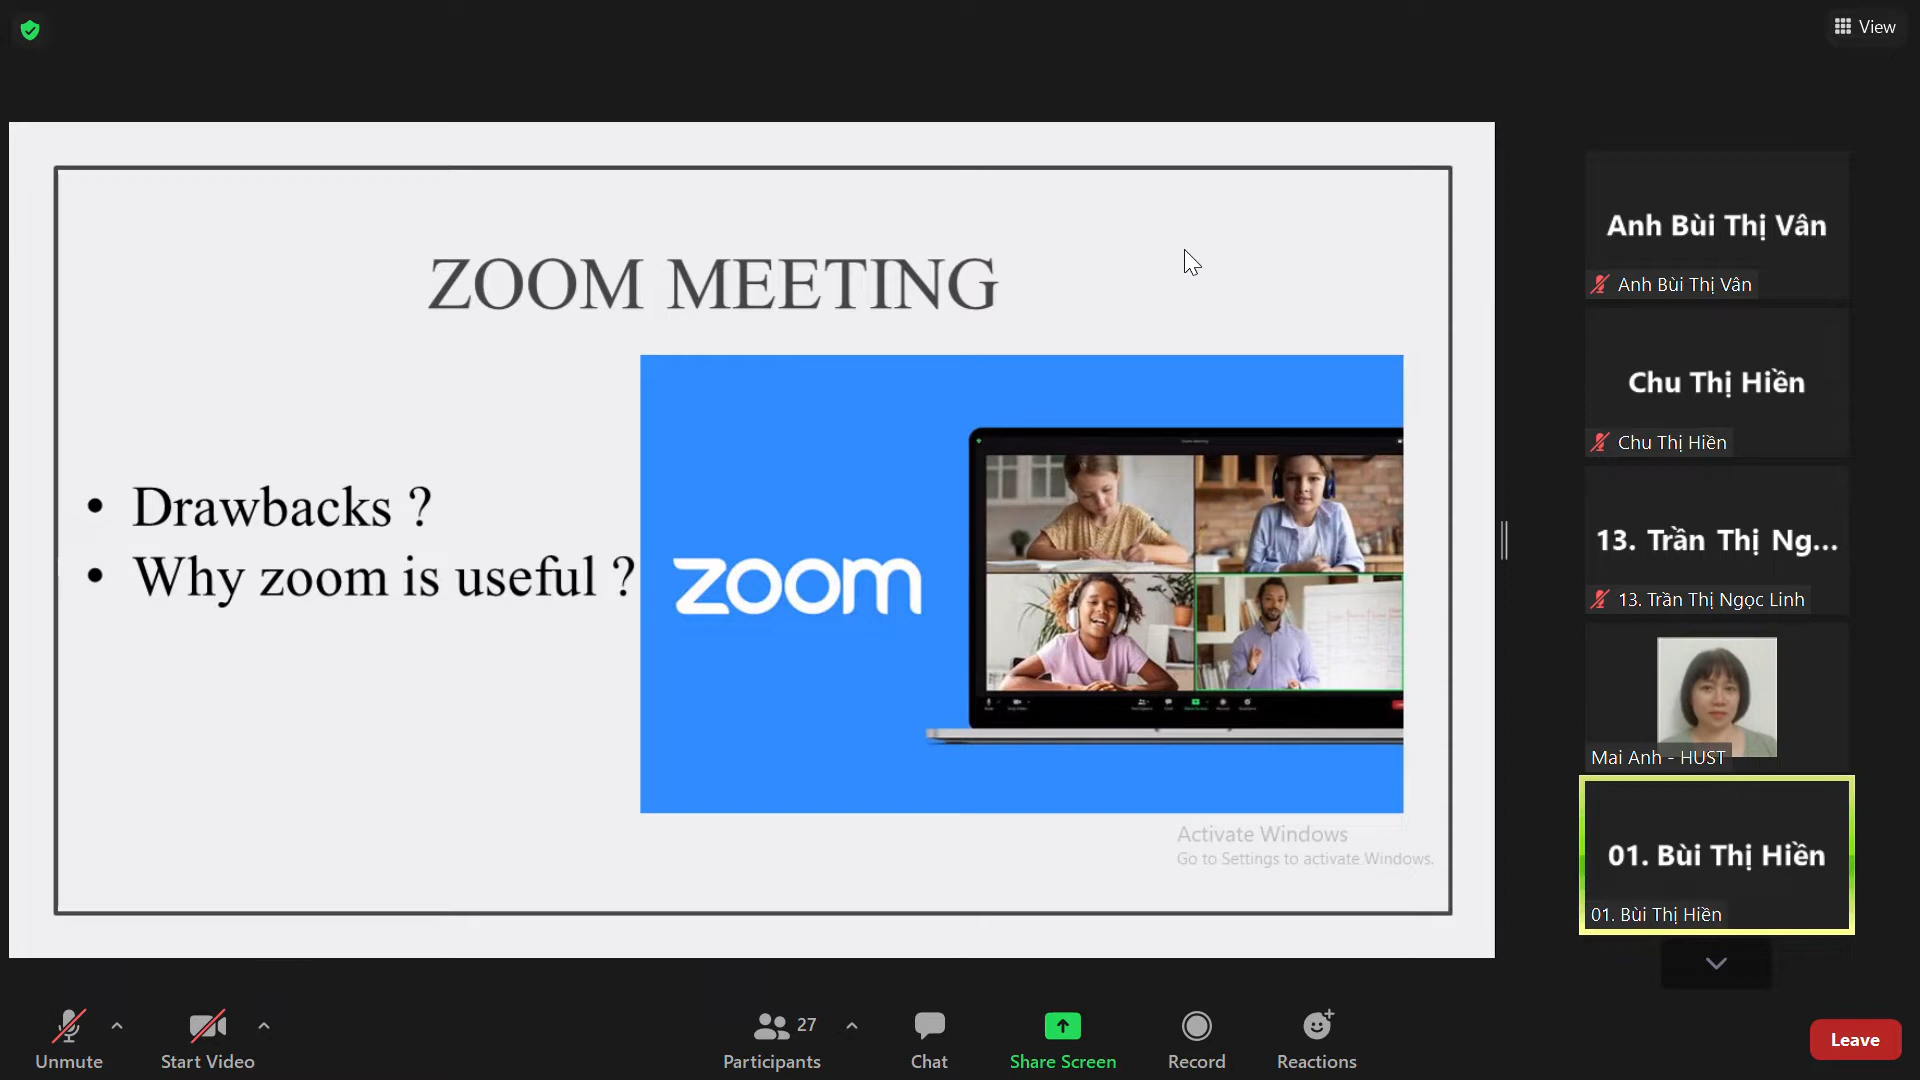 View
ZOOM MEETING
• Drawbacks ?
• Why zoom is useful ?
zoom
Activate Windows
Go to Settings to activate Windows.
Anh Bùi Thị Vân
Anh Bùi Thị Vân
Chu Thị Hiền
Chu Thị Hiền
13. Trần Thị Ng...
13. Trần Thị Ngọc Linh
Mai Anh - HUST
01. Bùi Thị Hiền
01. Bùi Thị Hiền
Unmute
Start Video
27
Participants
Chat
Share Screen
Record
Reactions
Leave